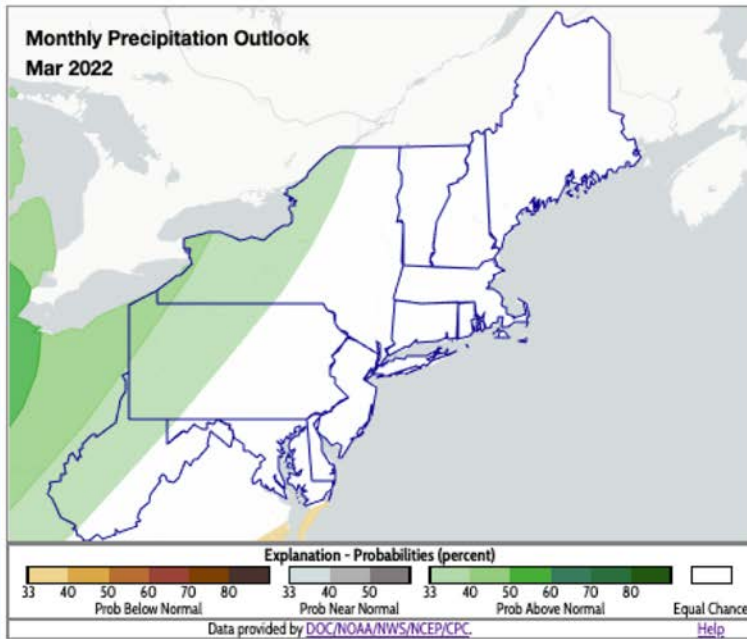 Monthly Precipitation Outlook
Mar 2022
Explanation - Probabilities (percent)
33 40 50 60 70 80 33 40 50 33 40 50 60 70 80
Prob Below Normal Prob Near Normal Prob Above Normal Equal Chance
Data provided by DOC/NOAA/NWS/NCEP/CPC. Help